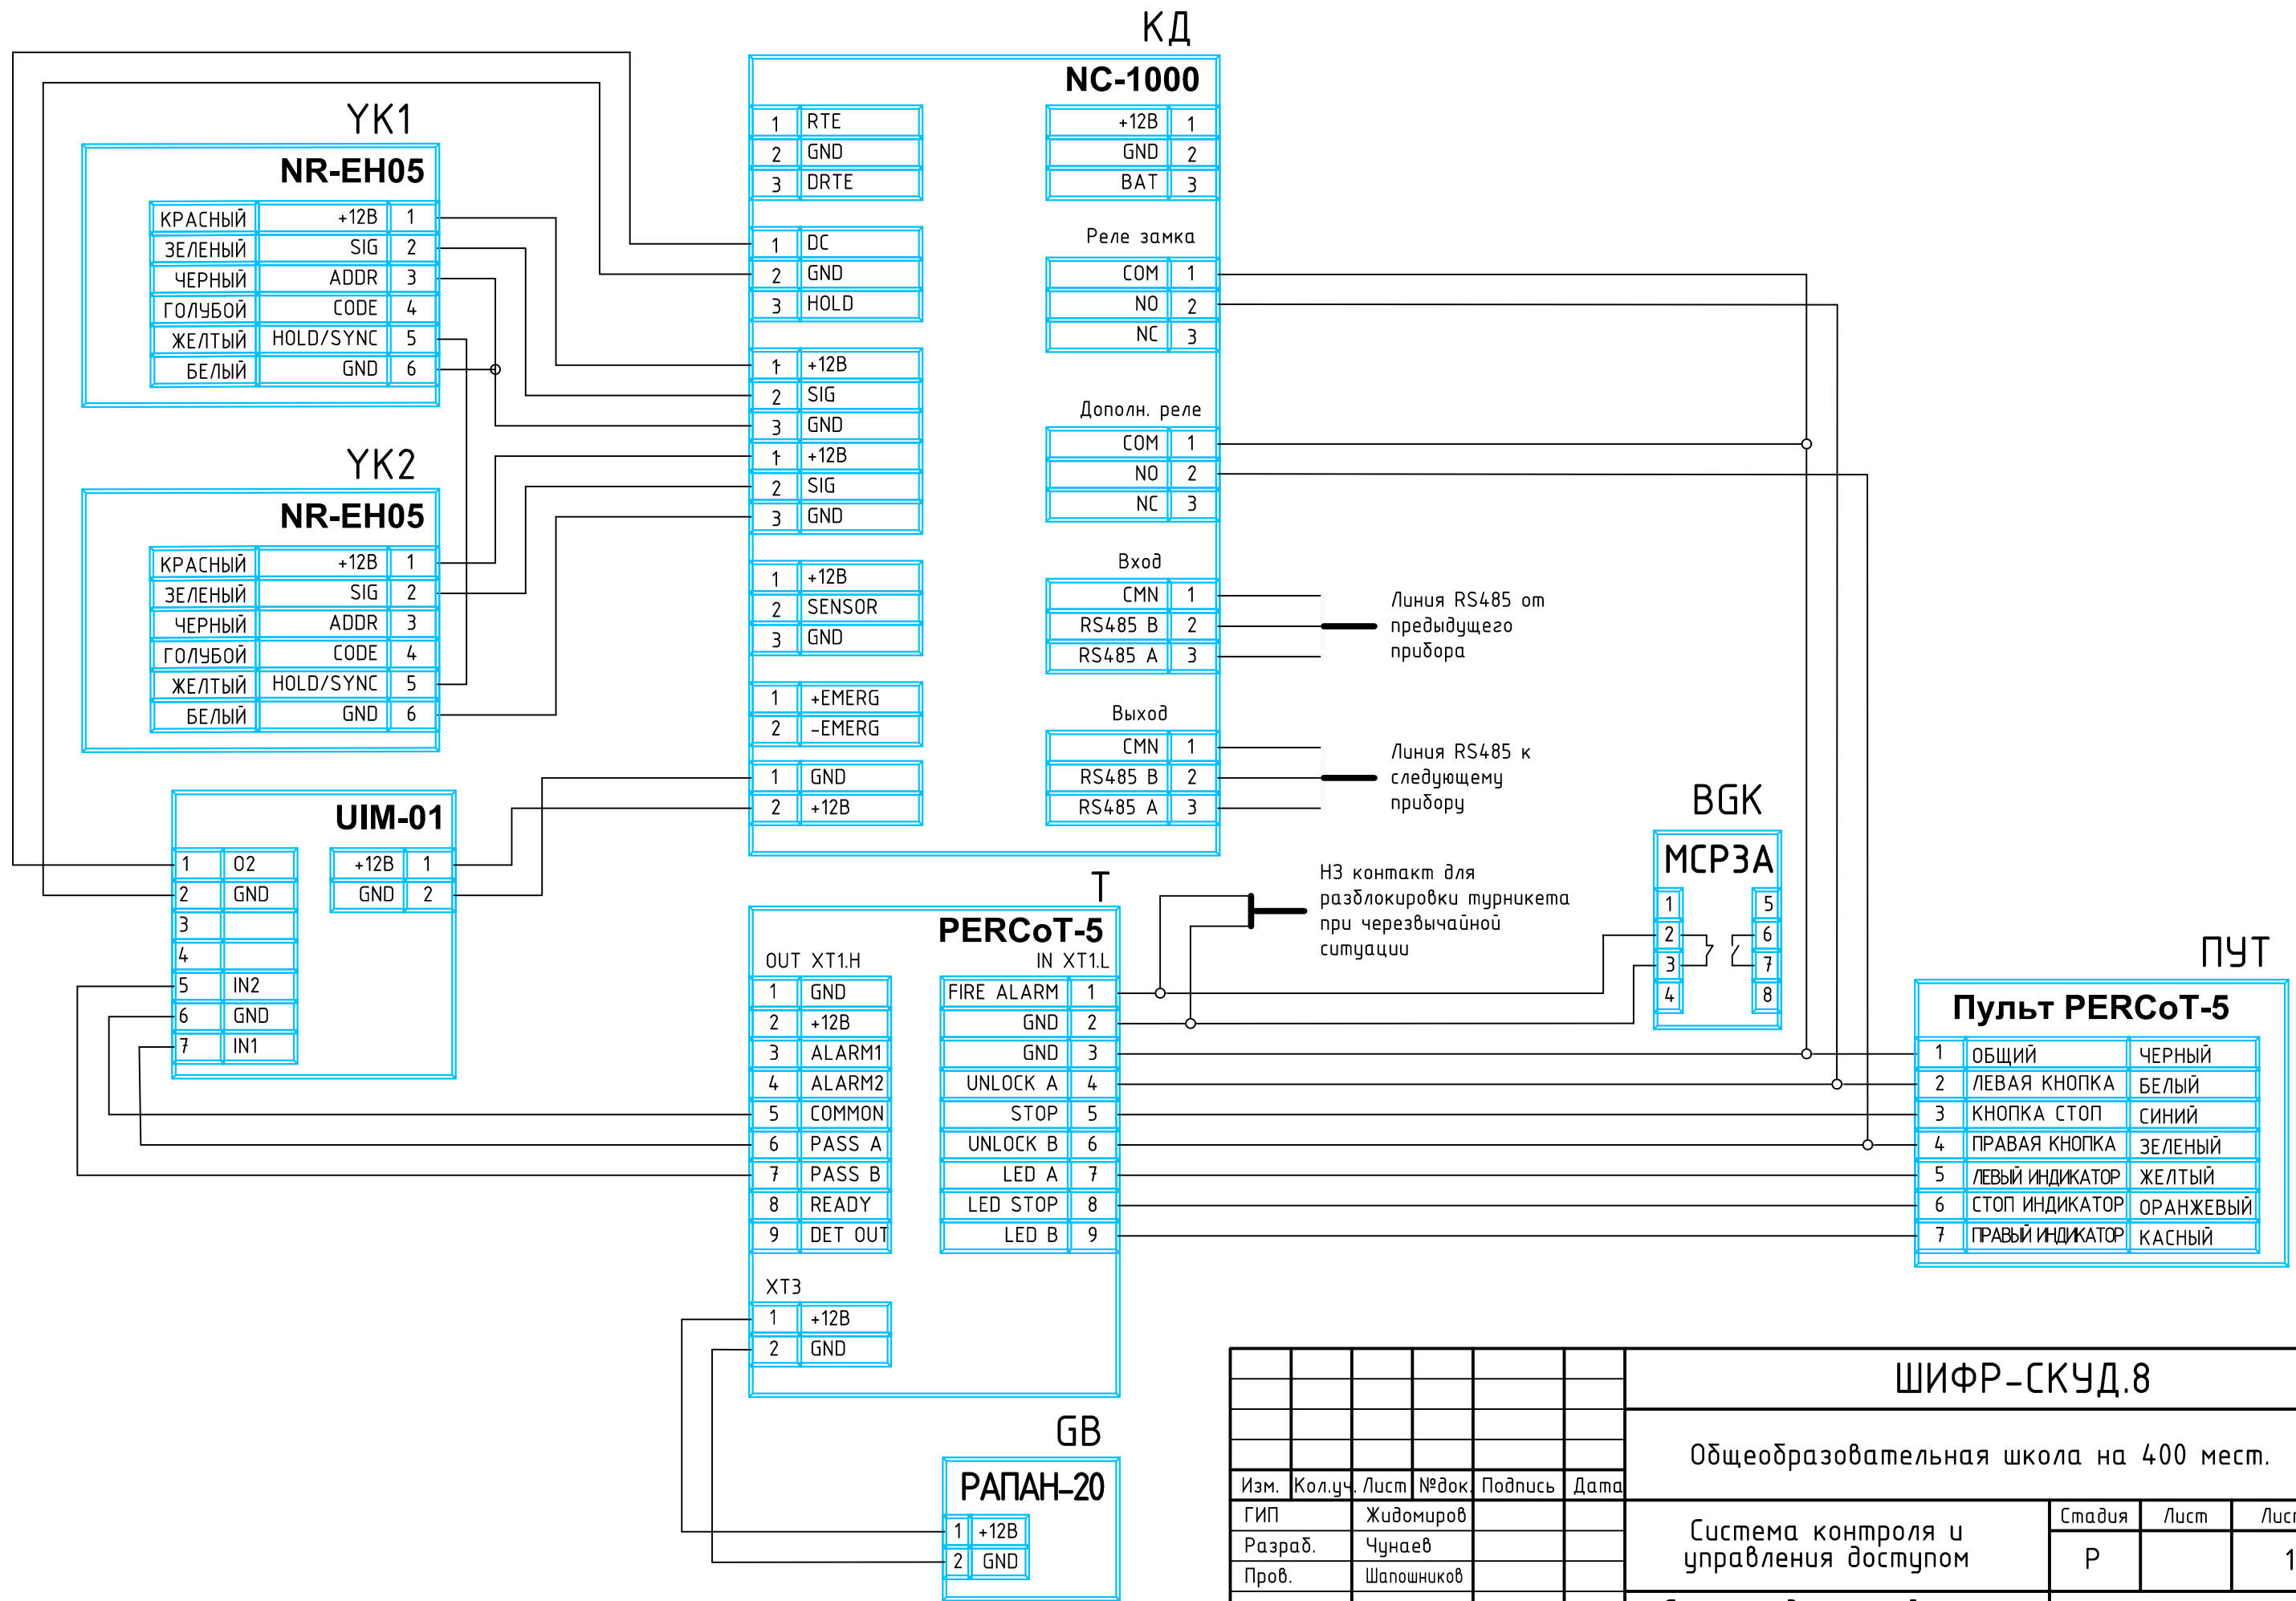 КД
NC-1000
1 RTE
2 GND
3 DRTE
+12В 1
GND 2
BAT 3
1 DC
2 GND
3 HOLD
Реле замка
COM 1
NO 2
NC 3
1 +12В
2 SIG
3 GND
1 +12В
2 SIG
3 GND
Дополн. реле
COM 1
NO 2
NC 3
1 +12В
2 SENSOR
3 GND
Вход
CMN 1
RS485 B 2
RS485 A 3
Линия RS485 от
предыдущего
прибора
1 +EMERG
2 -EMERG
1 GND
2 +12В
Выход
CMN 1
RS485 B 2
RS485 A 3
Линия RS485 к
следующему
прибору
YK1
NR-EH05
КРАСНЫЙ +12В 1
ЗЕЛЕНЫЙ SIG 2
ЧЕРНЫЙ ADDR 3
ГОЛУБОЙ CODE 4
ЖЕЛТЫЙ HOLD/SYNC 5
БЕЛЫЙ GND 6
YK2
NR-EH05
КРАСНЫЙ +12В 1
ЗЕЛЕНЫЙ SIG 2
ЧЕРНЫЙ ADDR 3
ГОЛУБОЙ CODE 4
ЖЕЛТЫЙ HOLD/SYNC 5
БЕЛЫЙ GND 6
UIM-01
1 O2
2 GND
3
4
5 IN2
6 GND
7 IN1
+12В 1
GND 2
T
PERCoT-5
OUT XT1.H
1 GND
2 +12В
3 ALARM1
4 ALARM2
5 COMMON
6 PASS A
7 PASS B
8 READY
9 DET OUT
IN XT1.L
FIRE ALARM 1
GND 2
GND 3
UNLOCK A 4
STOP 5
UNLOCK B 6
LED A 7
LED STOP 8
LED B 9
XT3
1 +12В
2 GND
НЗ контакт для
разблокировки турникета
при черезвычайной
ситуации
BGK
МСРЗА
1 5
2 6
3 7
4 8
ПУТ
Пульт PERCoT-5
1 ОБЩИЙ ЧЕРНЫЙ
2 ЛЕВАЯ КНОПКА БЕЛЫЙ
3 КНОПКА СТОП СИНИЙ
4 ПРАВАЯ КНОПКА ЗЕЛЕНЫЙ
5 ЛЕВЫЙ ИНДИКАТОР ЖЕЛТЫЙ
6 СТОП ИНДИКАТОР ОРАНЖЕВЫЙ
7 ПРАВЫЙ ИНДИКАТОР КАСНЫЙ
GB
РАПАН-20
1 +12В
2 GND
ШИФР-СКУД.8
Общеобразовательная школа на 400 мест.
Изм. Кол.уч. Лист №док. Подпись Дата
ГИП Жидомиров
Разраб. Чунаев
Пров. Шапошников
Система контроля и
управления доступом
Стадия Лист
Р 1